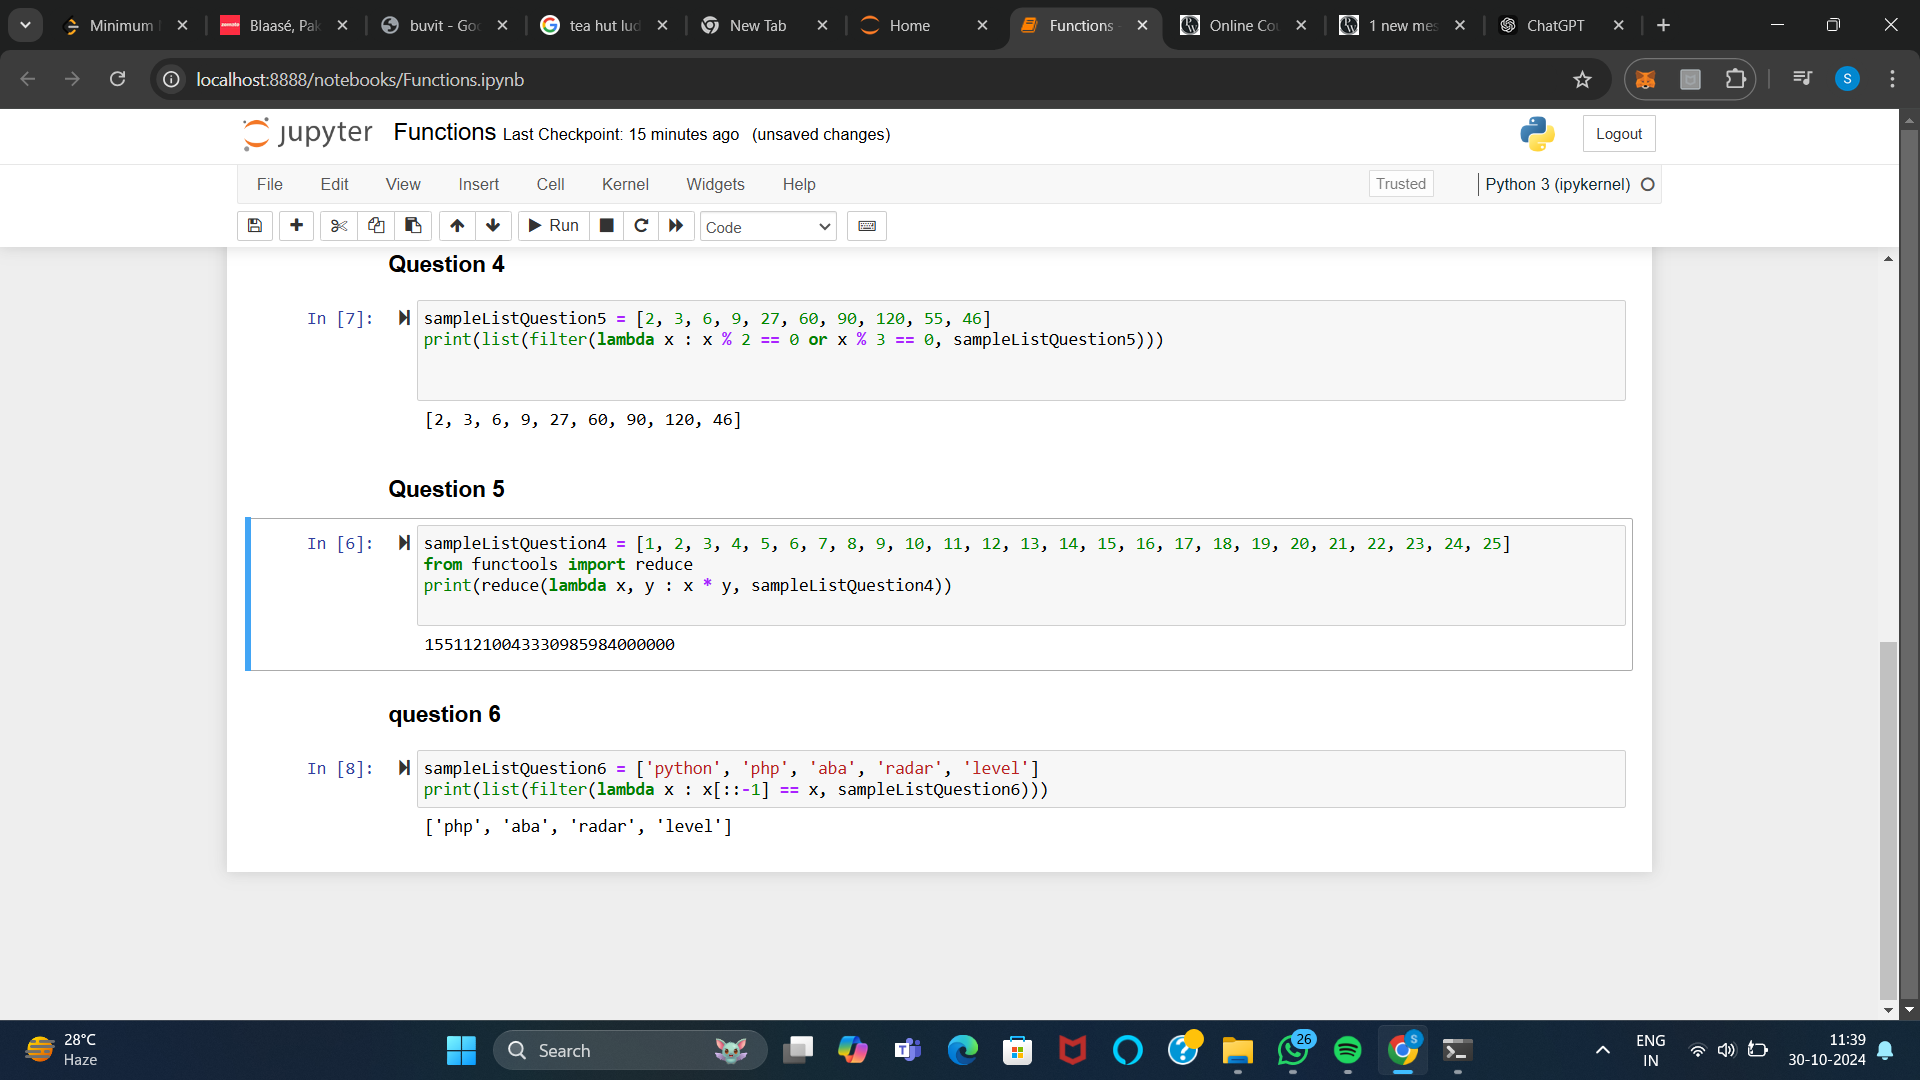 Minimum
Blaasé, Pak
buvit - Goo
tea hut lud
New Tab
Home
Functions -
Online Cou
1 new mes
ChatGPT
localhost:8888/notebooks/Functions.ipynb
S
jupyter
Functions Last Checkpoint: 15 minutes ago (unsaved changes)
Logout
File Edit View Insert Cell Kernel Widgets Help
Trusted
Python 3 (ipykernel)
Run
Code
Question 4
In [7]:
sampleListQuestion5 = [2, 3, 6, 9, 27, 60, 90, 120, 55, 46]
print(list(filter(lambda x : x % 2 == 0 or x % 3 == 0, sampleListQuestion5)))
[2, 3, 6, 9, 27, 60, 90, 120, 46]
Question 5
In [6]:
sampleListQuestion4 = [1, 2, 3, 4, 5, 6, 7, 8, 9, 10, 11, 12, 13, 14, 15, 16, 17, 18, 19, 20, 21, 22, 23, 24, 25]
from functools import reduce
print(reduce(lambda x, y : x * y, sampleListQuestion4))
15511210043330985984000000
question 6
In [8]:
sampleListQuestion6 = ['python', 'php', 'aba', 'radar', 'level']
print(list(filter(lambda x : x[::-1] == x, sampleListQuestion6)))
['php', 'aba', 'radar', 'level']
28°C
Haze
Search
26
S
ENG
IN
11:39
30-10-2024